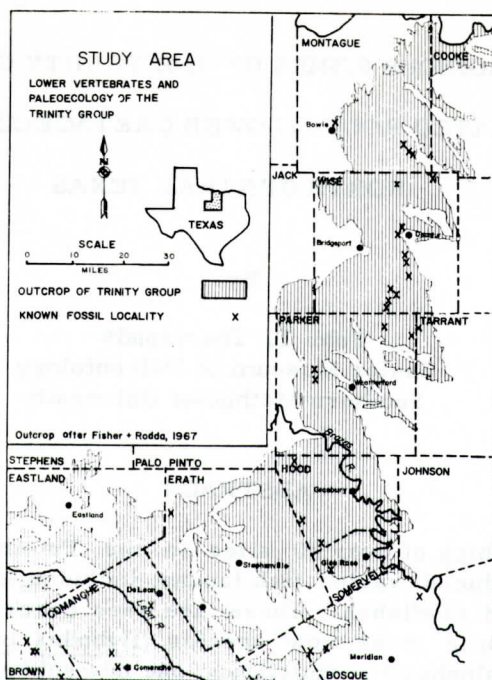 STUDY AREA
LOWER VERTEBRATES AND
PALEOECOLOGY OF THE
TRINITY GROUP
N
TEXAS
SCALE
0 10 20 30
MILES
OUTCROP OF TRINITY GROUP
KNOWN FOSSIL LOCALITY x
Outcrop after Fisher + Rodda, 1967
MONTAGUE
COOKE
Bowie
JACK
WISE
Decatur
Bridgeport
PARKER
TARRANT
Weatherford
STEPHENS
PALO PINTO
HOOD
JOHNSON
EASTLAND
ERATH
Eastland
Granbury
Stephenville
Glen Rose
SOMERVELL
COMANCHE
DeLeon
BROWN
Comanche
BOSQUE
Meridian